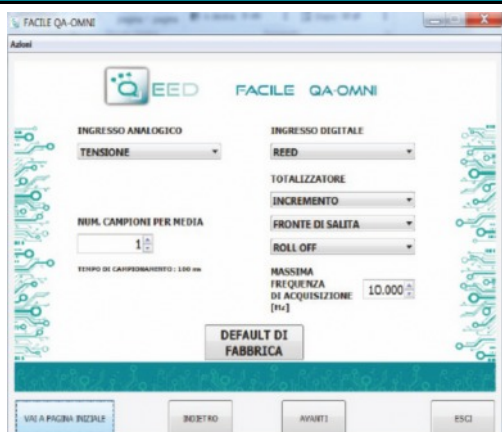 FACILE QA-OMNI
Azioni
QEED FACILE QA-OMNI
INGRESSO ANALOGICO
TENSIONE
NUM. CAMPIONI PER MEDIA
1
TEMPO DI CAMPIONAMENTO: 100 ms
INGRESSO DIGITALE
REED
TOTALIZZATORE
INCREMENTO
FRONTE DI SALITA
ROLL OFF
MASSIMA
FREQUENZA
DI ACQUISIZIONE
[Hz]
10.000
DEFAULT DI
FABBRICA
VAI A PAGINA INIZIALE
INDIETRO
AVANTI
ESCI